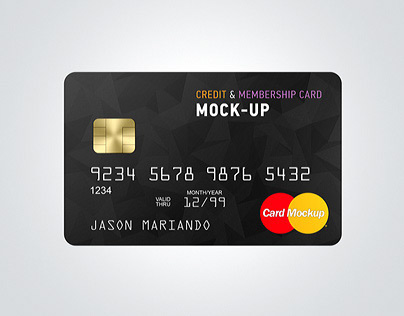 CREDIT & MEMBERSHIP CARD
MOCK-UP
9234 5678 9876 5432
1234
MONTH/YEAR
VALID THRU 12/99
JASON MARIANDO
Card Mockup